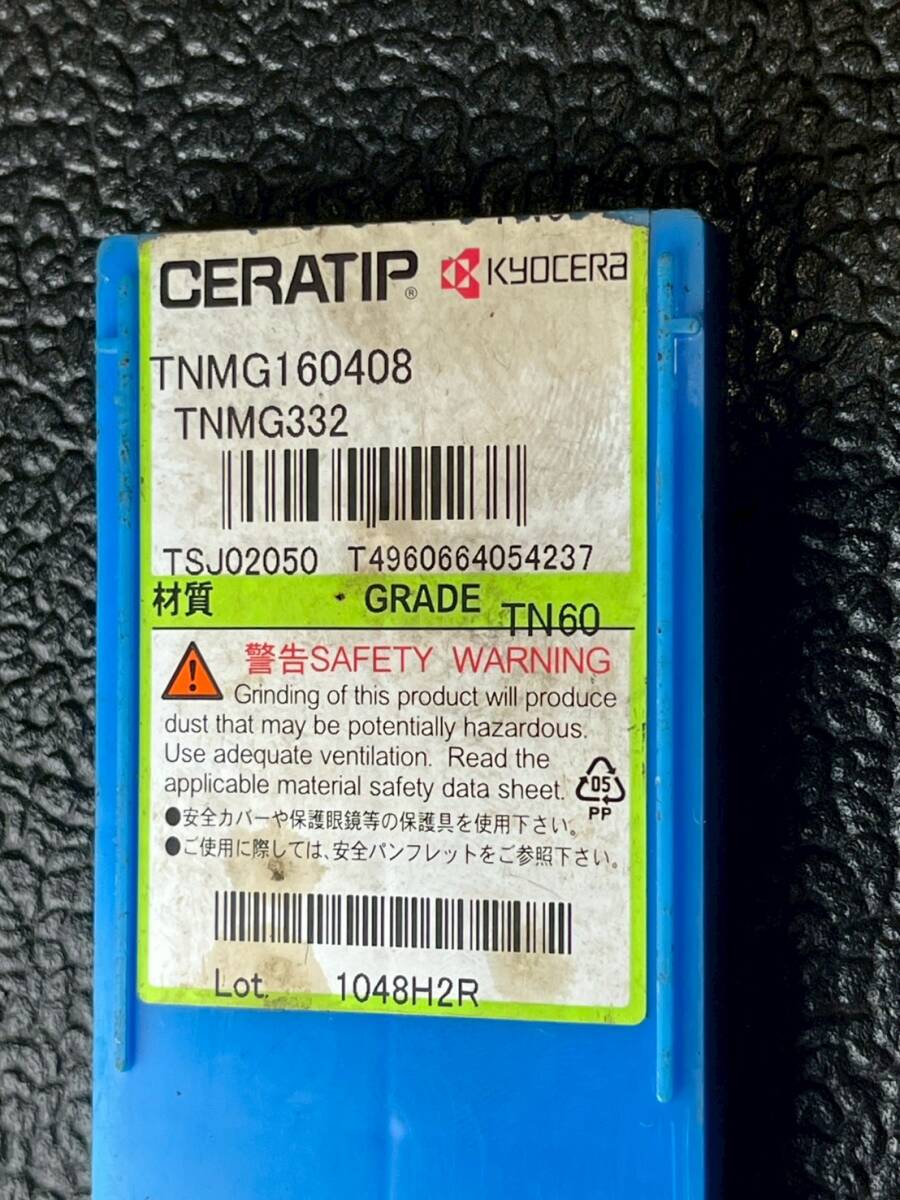 CERATIP® KYOCERA
TNMG160408
TNMG332
TSJ02050 T4960664054237
材質 GRADE TN60
警告SAFETY WARNING
Grinding of this product will produce
dust that may be potentially hazardous.
Use adequate ventilation. Read the
applicable material safety data sheet.
05
PP
●安全カバーや保護眼鏡等の保護具を使用下さい。
●ご使用に際しては、安全パンフレットをご参照下さい。
Lot. 1048H2R